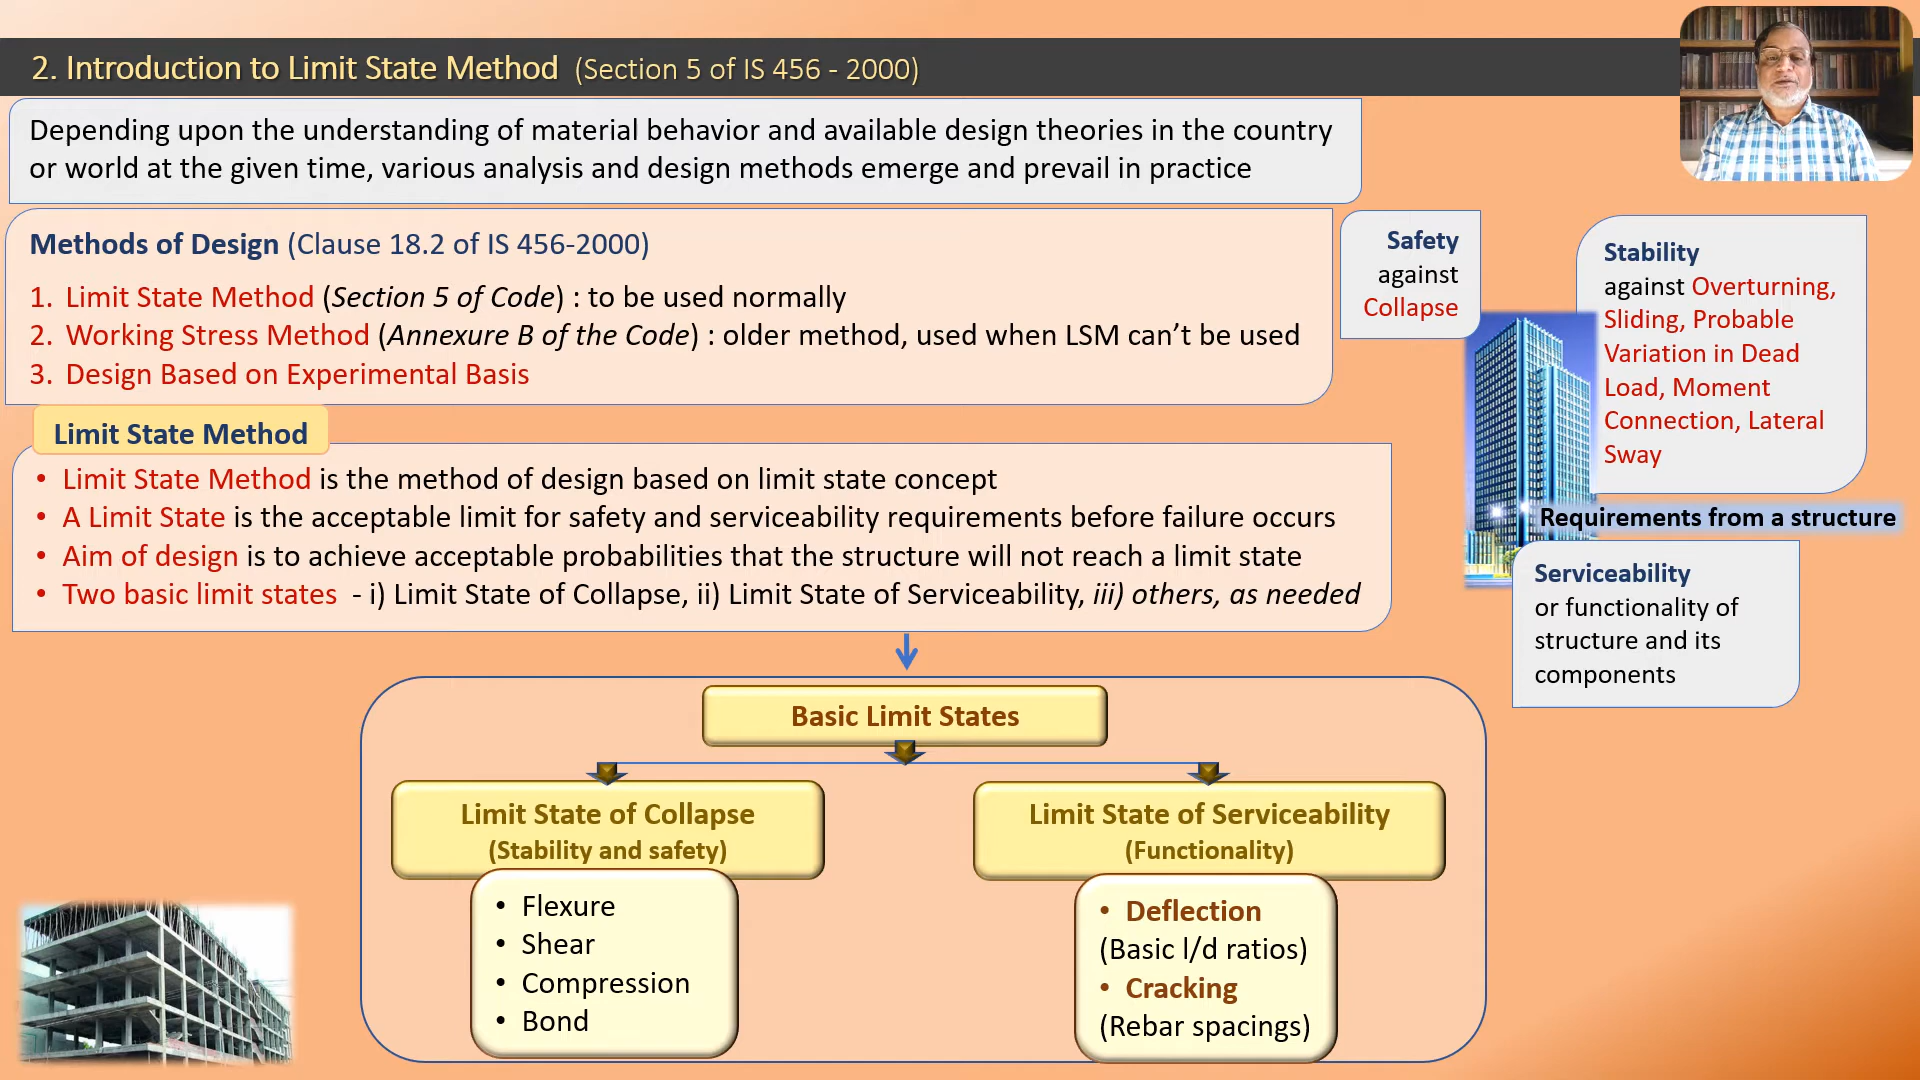 2. Introduction to Limit State Method (Section 5 of IS 456 - 2000)
Depending upon the understanding of material behavior and available design theories in the country
or world at the given time, various analysis and design methods emerge and prevail in practice
Methods of Design (Clause 18.2 of IS 456-2000)
1. Limit State Method (Section 5 of Code) : to be used normally
2. Working Stress Method (Annexure B of the Code) : older method, used when LSM can’t be used
3. Design Based on Experimental Basis
Safety
against
Collapse
Stability
against Overturning,
Sliding, Probable
Variation in Dead
Load, Moment
Connection, Lateral
Sway
Requirements from a structure
Serviceability
or functionality of
structure and its
components
Limit State Method
• Limit State Method is the method of design based on limit state concept
• A Limit State is the acceptable limit for safety and serviceability requirements before failure occurs
• Aim of design is to achieve acceptable probabilities that the structure will not reach a limit state
• Two basic limit states - i) Limit State of Collapse, ii) Limit State of Serviceability, iii) others, as needed
Basic Limit States
Limit State of Collapse
(Stability and safety)
• Flexure
• Shear
• Compression
• Bond
Limit State of Serviceability
(Functionality)
• Deflection
(Basic l/d ratios)
• Cracking
(Rebar spacings)